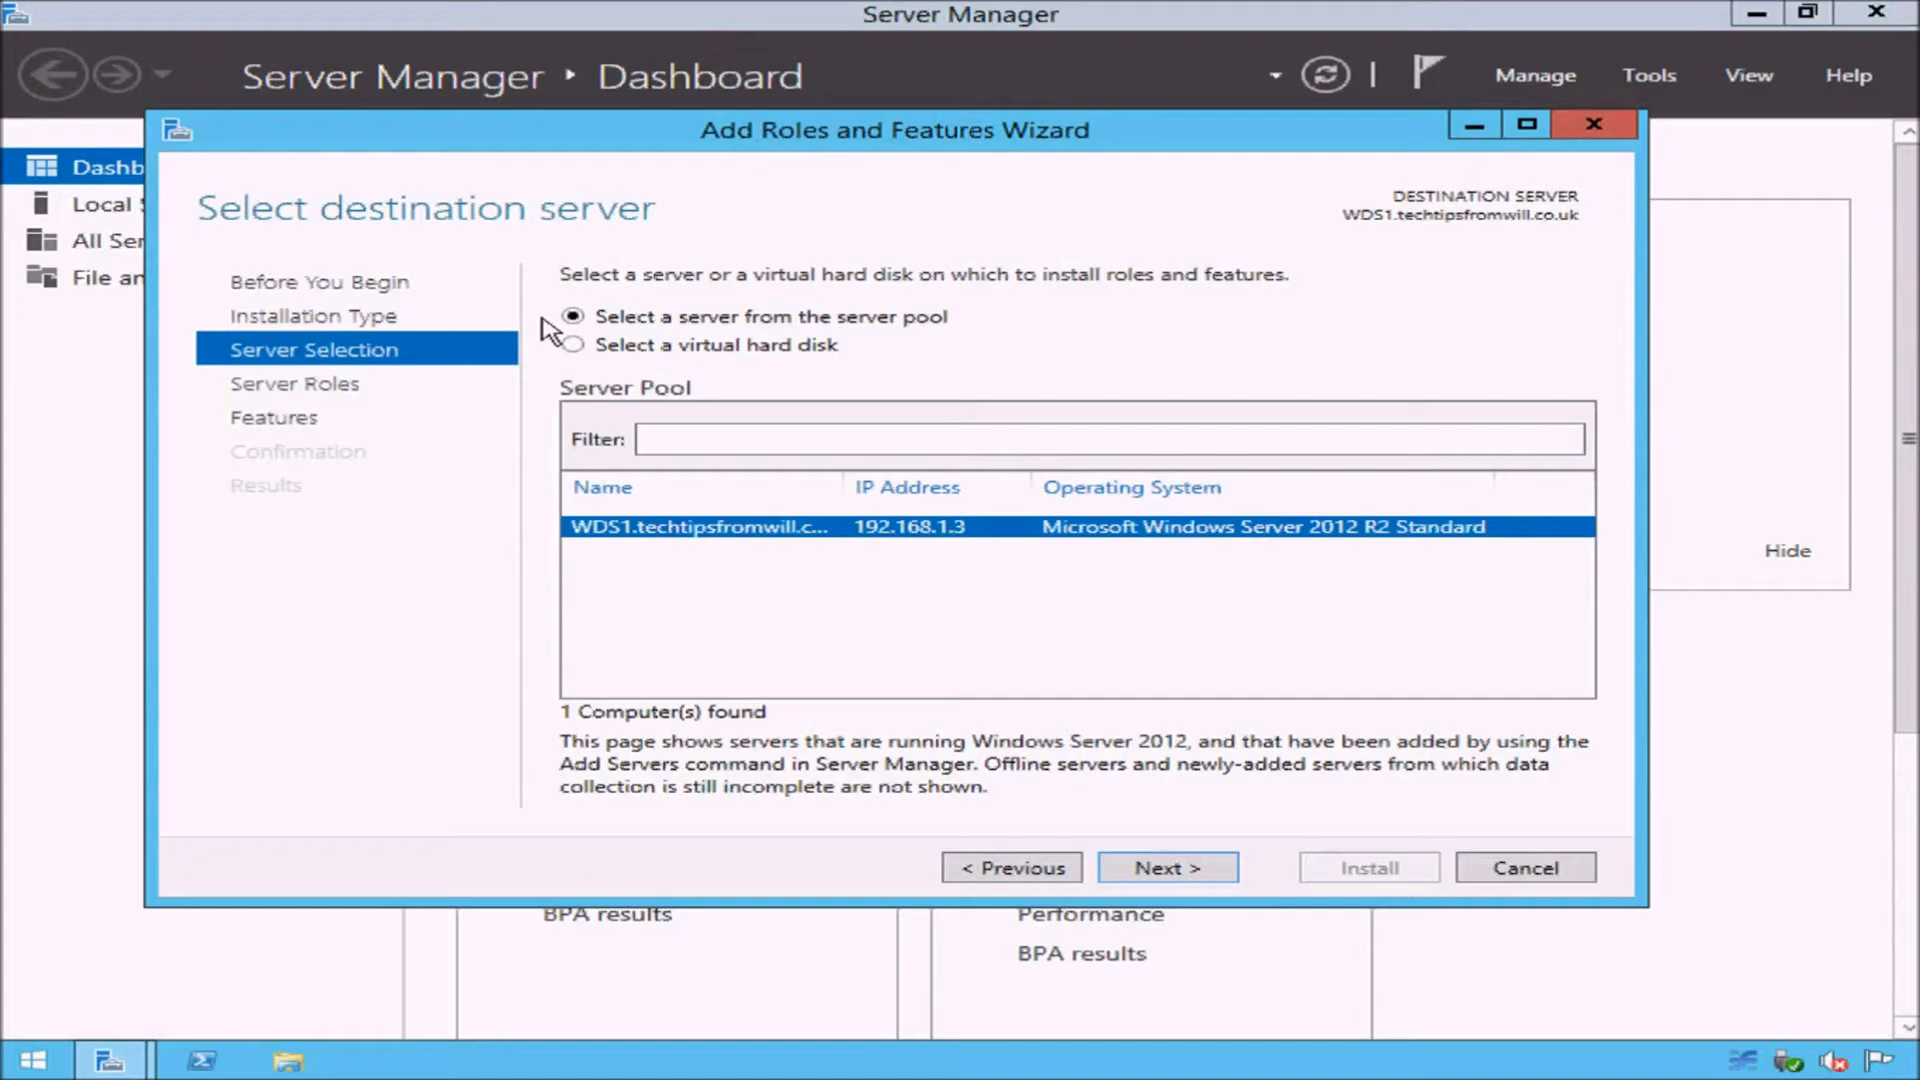 Server Manager
Server Manager ‣ Dashboard
Manage
Tools
View
Help
Add Roles and Features Wizard
Dashb
Local
All Ser
File an
Select destination server
DESTINATION SERVER
WDS1.techtipsfromwill.co.uk
Before You Begin
Installation Type
Server Selection
Server Roles
Features
Confirmation
Results
Select a server or a virtual hard disk on which to install roles and features.
Select a server from the server pool
Select a virtual hard disk
Server Pool
Filter:
Name IP Address Operating System
WDS1.techtipsfromwill.c... 192.168.1.3 Microsoft Windows Server 2012 R2 Standard
1 Computer(s) found
This page shows servers that are running Windows Server 2012, and that have been added by using the
Add Servers command in Server Manager. Offline servers and newly-added servers from which data
collection is still incomplete are not shown.
< Previous
Next >
Install
Cancel
Hide
BPA results
Performance
BPA results